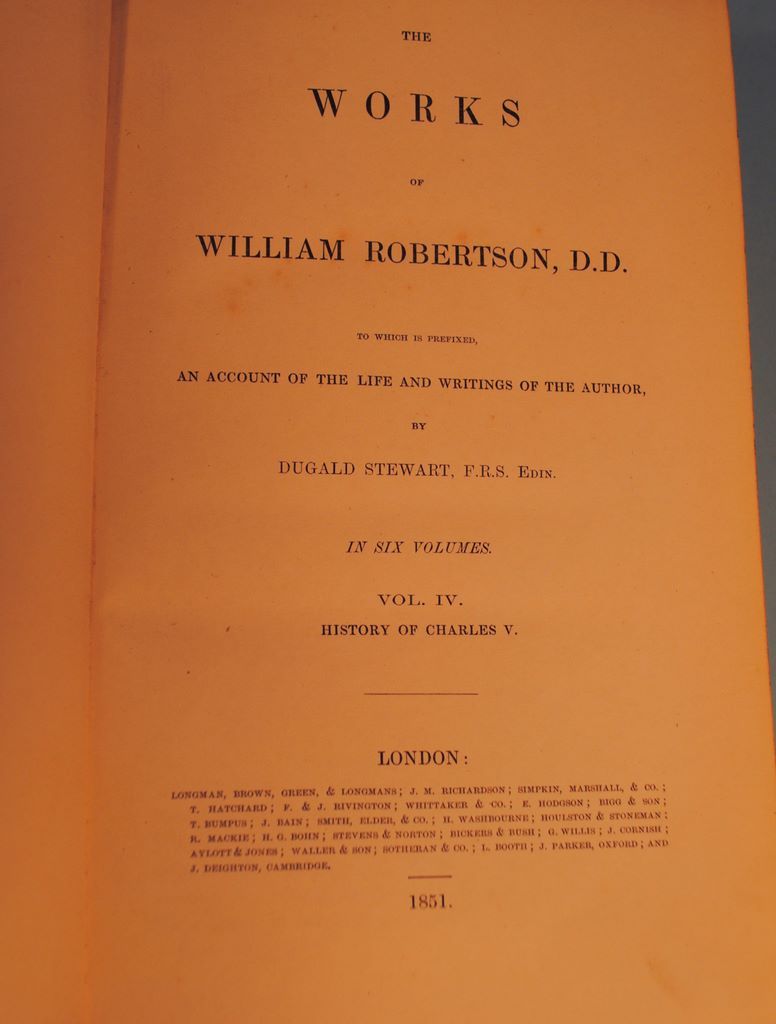 THE
WORKS
OF
WILLIAM ROBERTSON, D.D.
TO WHICH IS PREFIXED,
AN ACCOUNT OF THE LIFE AND WRITINGS OF THE AUTHOR,
BY
DUGALD STEWART, F.R.S. EDIN.
IN SIX VOLUMES.
VOL. IV.
HISTORY OF CHARLES V.
LONDON:
LONGMAN, BROWN, GREEN, & LONGMANS; J. M. RICHARDSON; SIMPKIN, MARSHALL, & CO.;
T. HATCHARD; F. & J. RIVINGTON; WHITTAKER & CO.; E. HODGSON; BIGG & SON;
T. BUMPUS; J. BAIN; SMITH, ELDER, & CO.; H. WASHBOURNE; HOULSTON & STONEMAN;
R. MACKIE; H. G. BOHN; STEVENS & NORTON; BICKERS & BUSH; G. WILLIS; J. CORNISH;
AYLOTT & JONES; WALLER & SON; SOTHERAN & CO.; L. BOOTH; J. PARKER, OXFORD; AND
J. DEIGHTON, CAMBRIDGE.
1851.